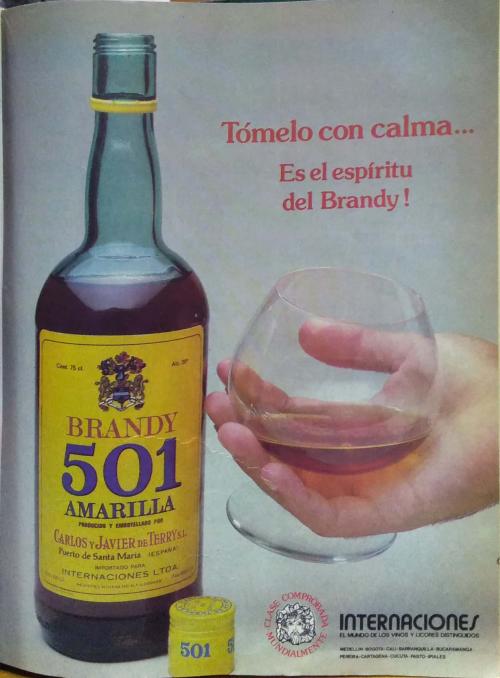 Tómelo con calma...
Es el espíritu
del Brandy!
Cont. 75 cl.
BRANDY
501
AMARILLA
PRODUCIDO Y EMBOTELLADO POR
CARLOS Y JAVIER DE TERRY S.L.
Puerto de Santa María (ESPAÑA)
IMPORTADO PARA
INTERNACIONES LTDA.
501
CLASE COMPROBADA
MUNDIALMENTE
INTERNACIONES
EL MUNDO DE LOS VINOS Y LICORES DISTINGUIDOS
MEDELLIN-BOGOTA-CALI-BARRANQUILLA-BUCARAMANGA-
PEREIRA-CARTAGENA-CUCUTA-PASTO-IPIALES